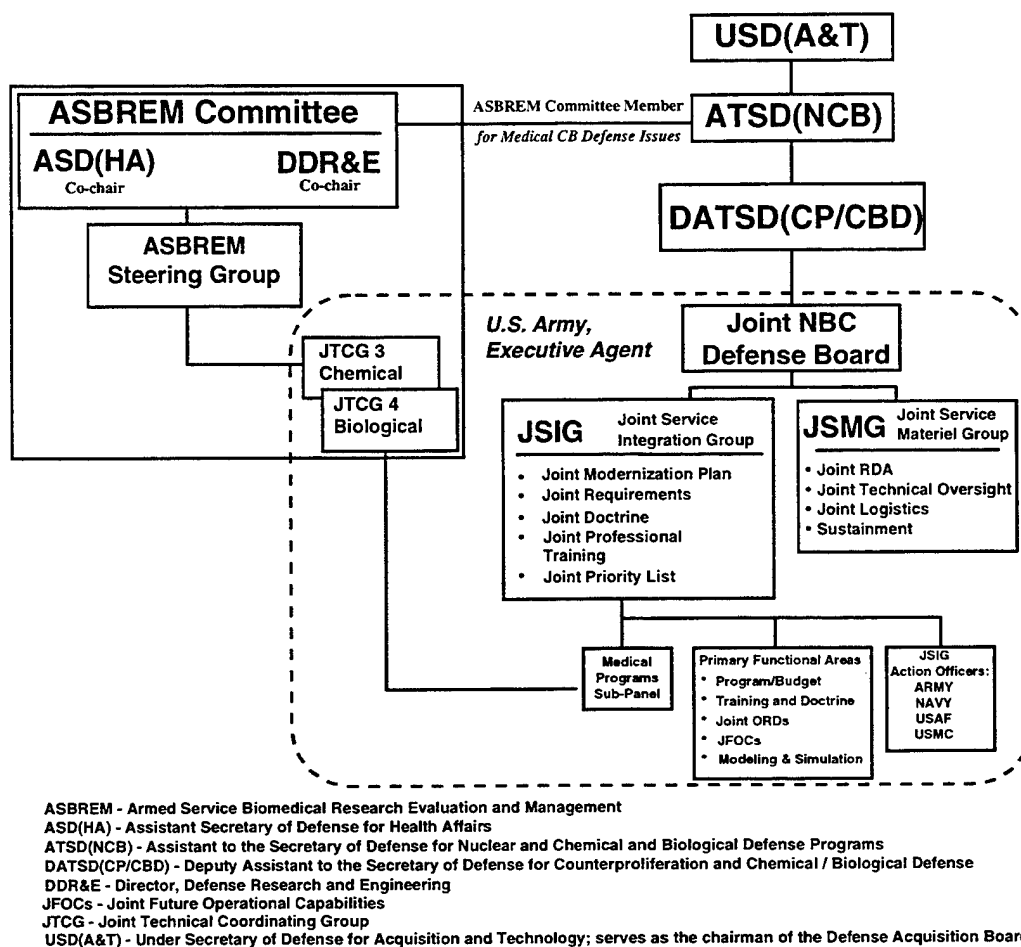 USD(A&T)
ASBREM Committee
ASD(HA)
Co-chair
DDR&E
Co-chair
ASBREM Committee Member
for Medical CB Defense Issues
ATSD(NCB)
DATSD(CP/CBD)
ASBREM
Steering Group
U.S. Army,
Executive Agent
Joint NBC
Defense Board
JTCG 3
Chemical
JTCG 4
Biological
JSIG
Joint Service
Integration Group
• Joint Modernization Plan
• Joint Requirements
• Joint Doctrine
• Joint Professional
Training
• Joint Priority List
JSMG
Joint Service
Materiel Group
• Joint RDA
• Joint Technical Oversight
• Joint Logistics
• Sustainment
Medical
Programs
Sub-Panel
Primary Functional Areas
• Program/Budget
• Training and Doctrine
• Joint ORDs
• JFOCs
• Modeling & Simulation
JSIG
Action Officers:
ARMY
NAVY
USAF
USMC
ASBREM - Armed Service Biomedical Research Evaluation and Management
ASD(HA) - Assistant Secretary of Defense for Health Affairs
ATSD(NCB) - Assistant to the Secretary of Defense for Nuclear and Chemical and Biological Defense Programs
DATSD(CP/CBD) - Deputy Assistant to the Secretary of Defense for Counterproliferation and Chemical / Biological Defense
DDR&E - Director, Defense Research and Engineering
JFOCs - Joint Future Operational Capabilities
JTCG - Joint Technical Coordinating Group
USD(A&T) - Under Secretary of Defense for Acquisition and Technology; serves as the chairman of the Defense Acquisition Board